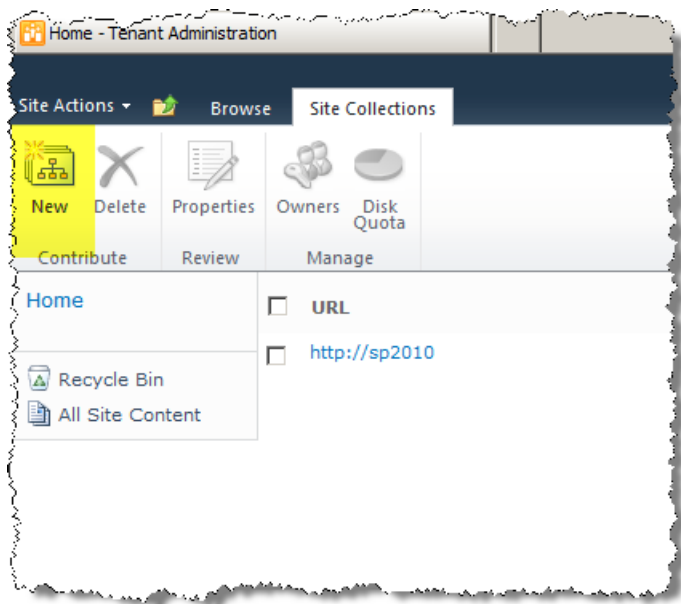 Home - Tenant Administration
Site Actions Browse Site Collections
New Delete Properties Owners Disk Quota
Contribute Review Manage
Home
URL
http://sp2010
Recycle Bin
All Site Content